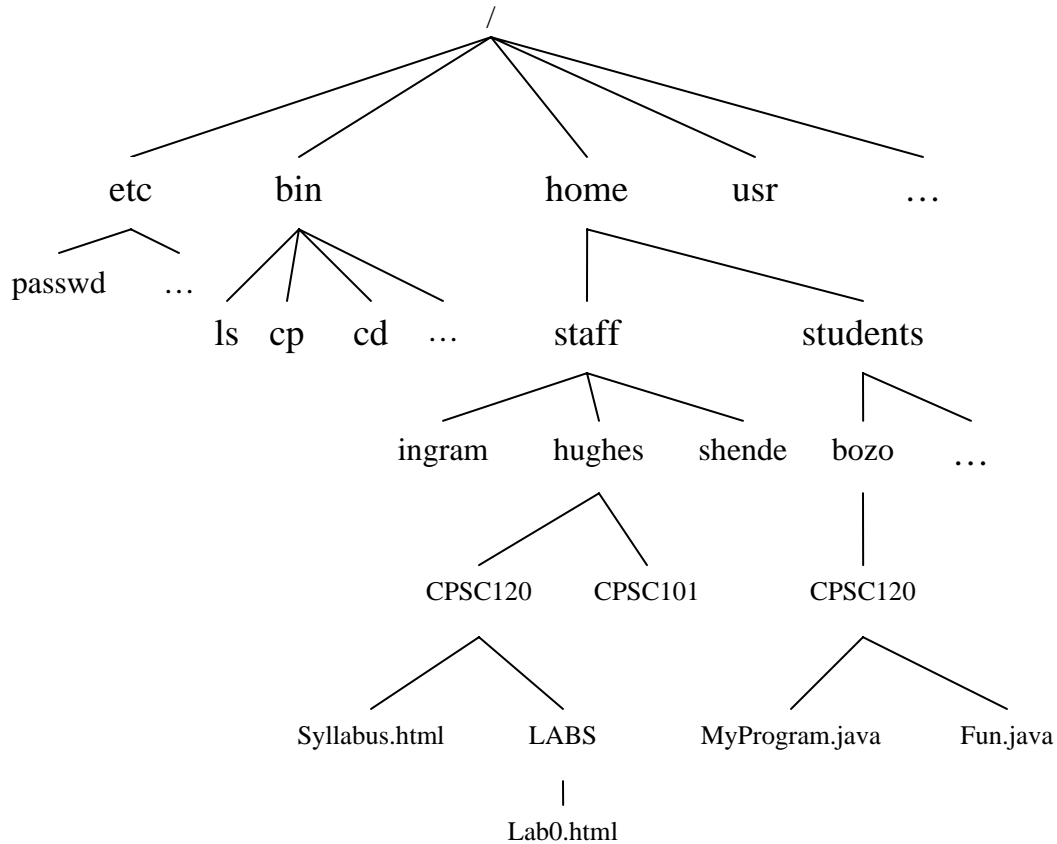 /
etc bin home usr …
passwd …
ls cp cd … staff students
ingram hughes shende bozo …
CPSC120 CPSC101 CPSC120
Syllabus.html LABS MyProgram.java Fun.java
Lab0.html